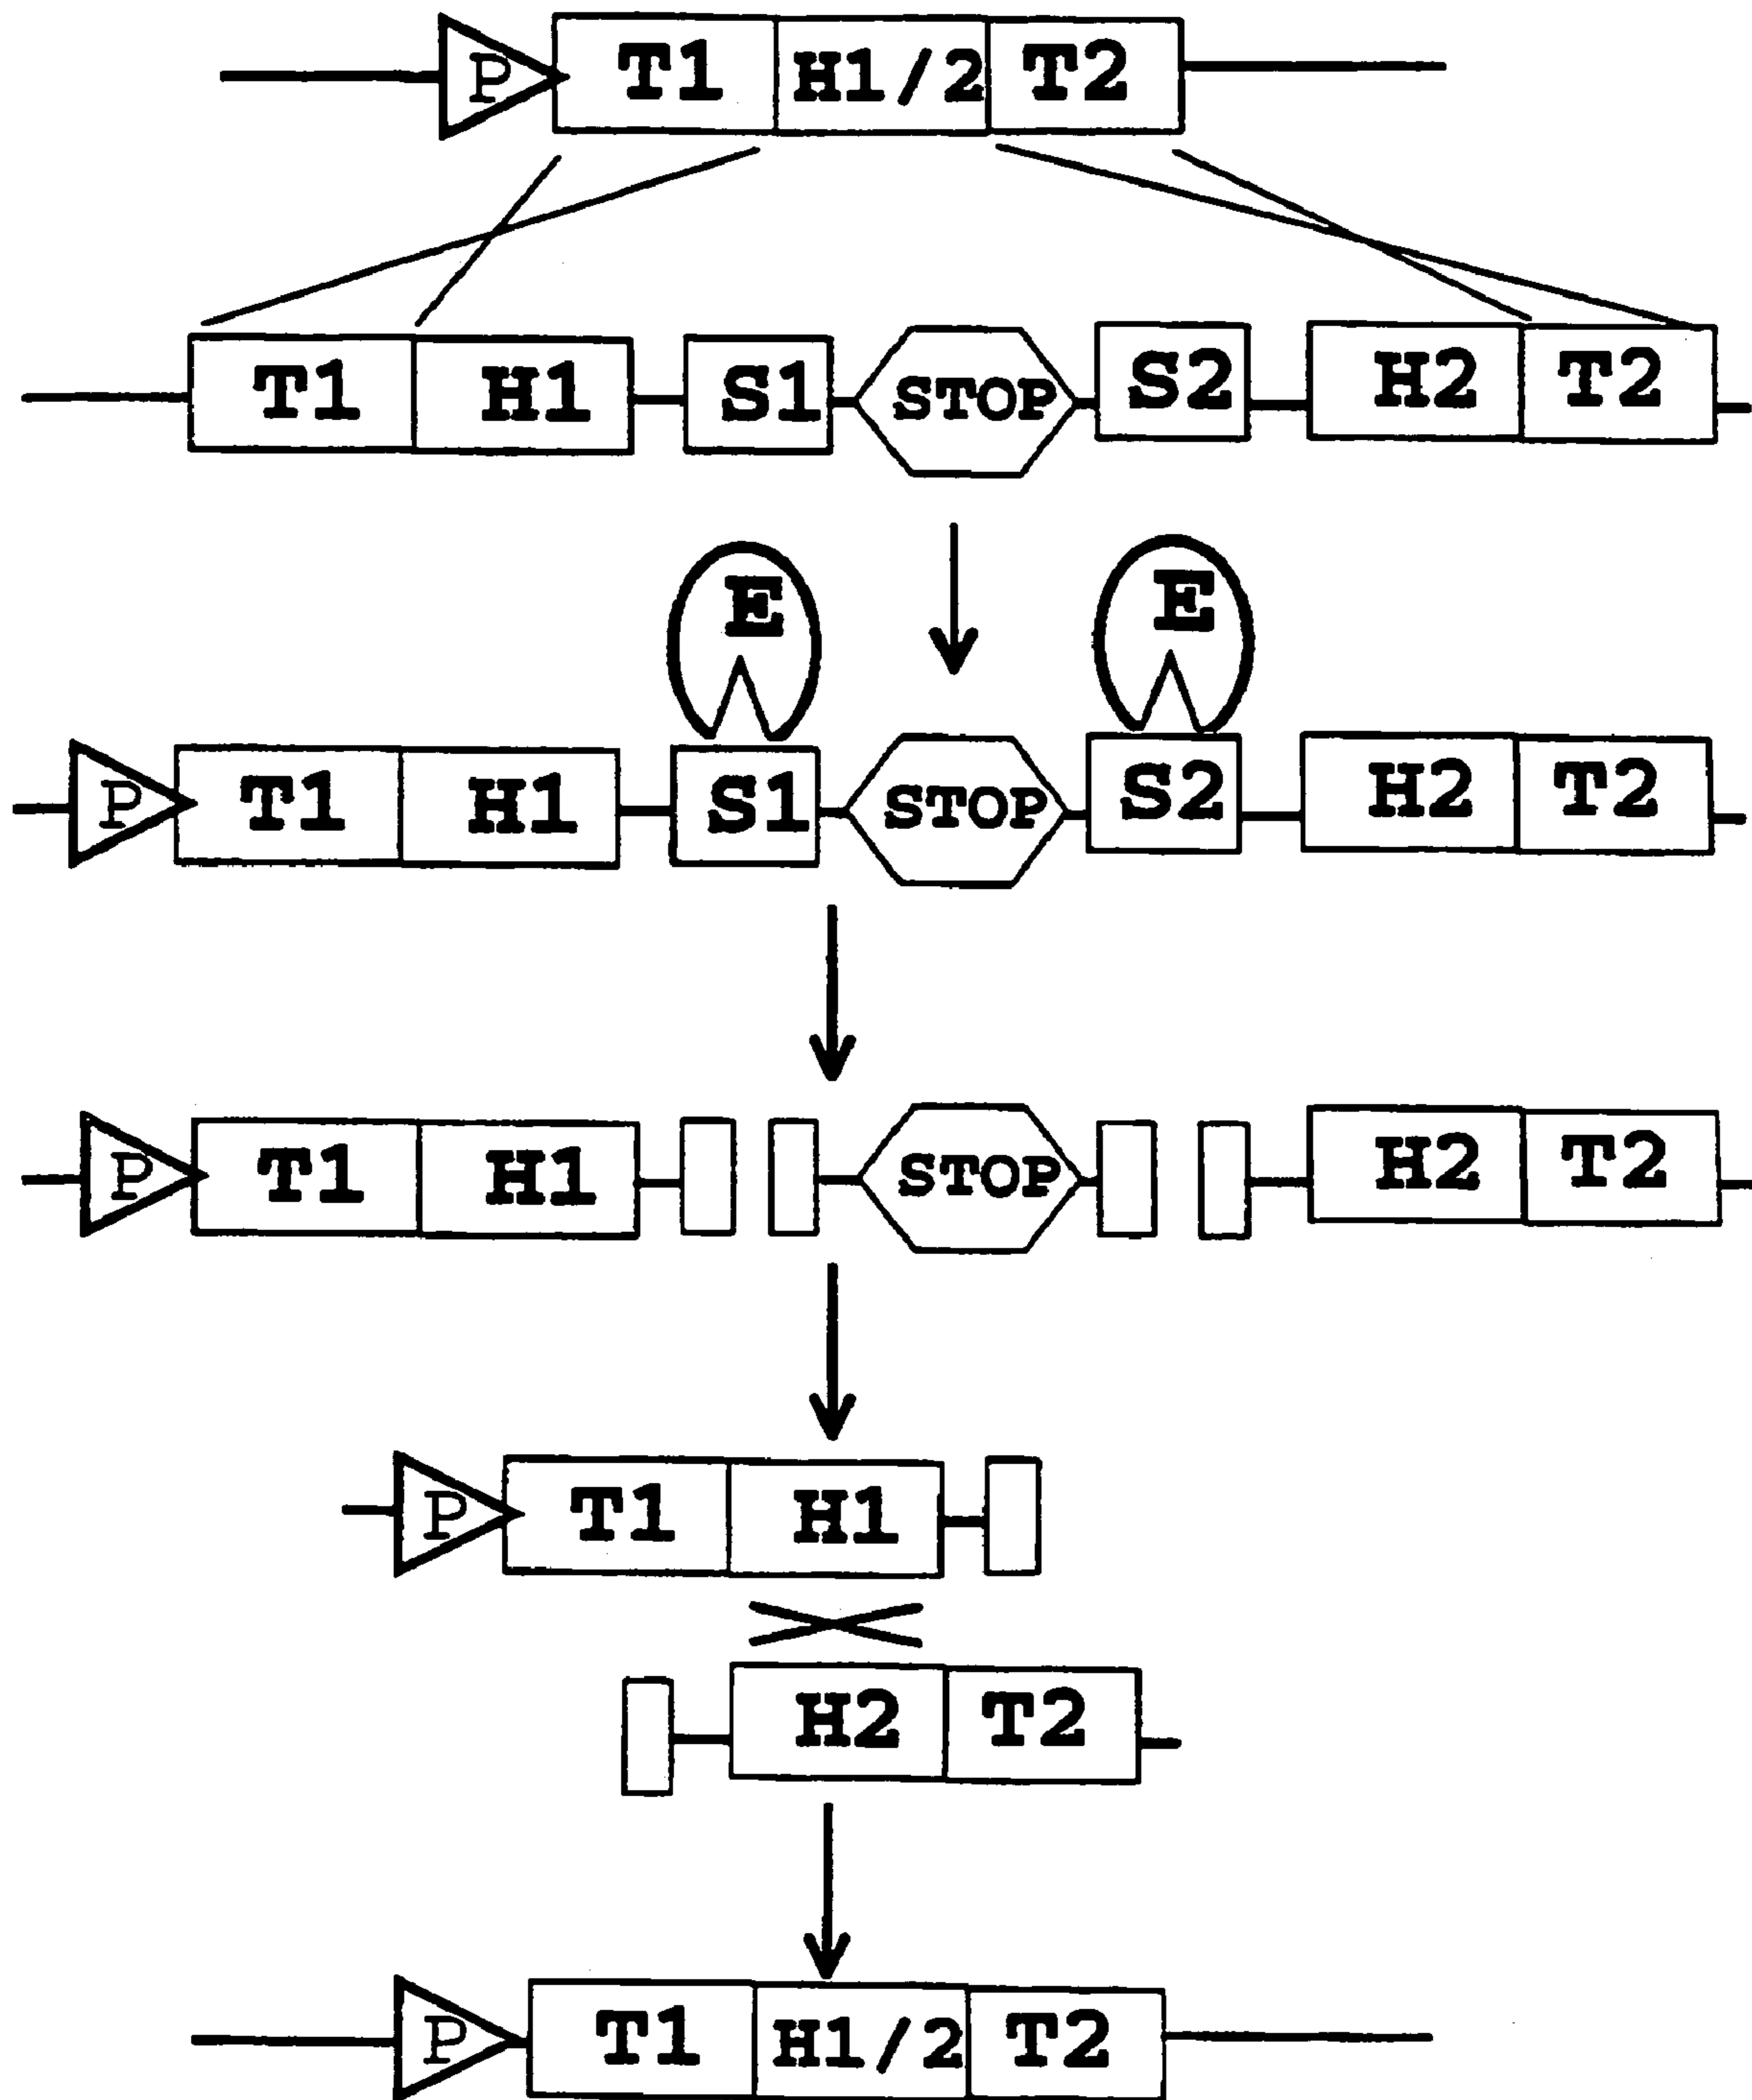 P T1 H1/2 T2
T1 H1 S1 STOP S2 H2 T2
E E
P T1 H1 S1 STOP S2 H2 T2
P T1 H1 STOP H2 T2
P T1 H1
H2 T2
P T1 H1/2 T2